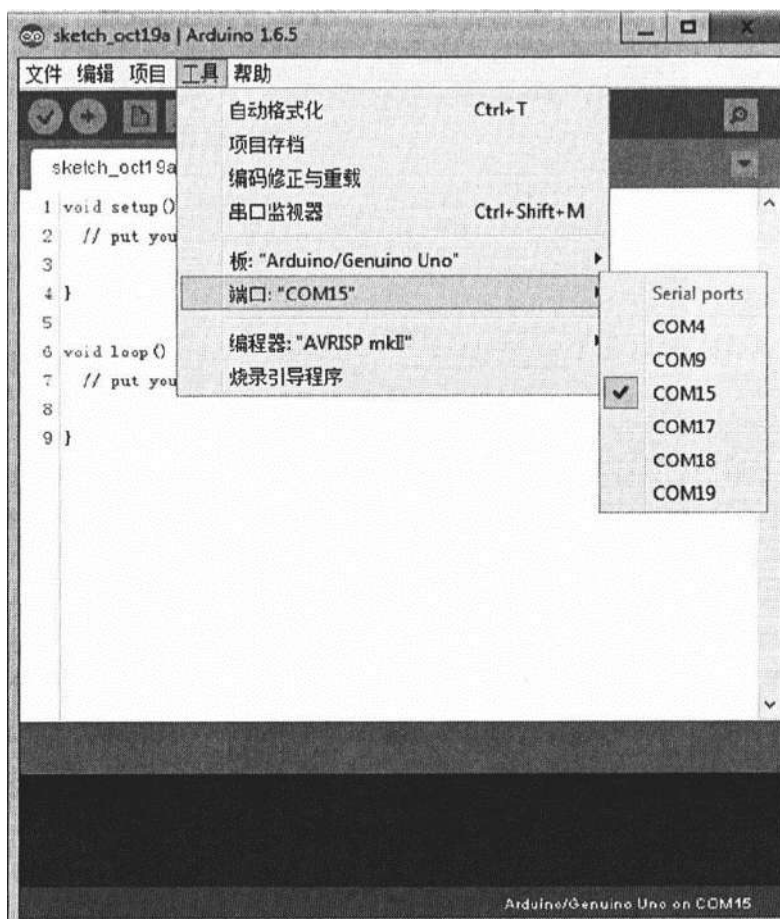 sketch_oct19a | Arduino 1.6.5
文件 编辑 项目 工具 帮助
自动格式化 Ctrl+T
项目存档
编码修正与重载
串口监视器 Ctrl+Shift+M
板: "Arduino/Genuino Uno"
端口: "COM15"
编程器: "AVRISP mkII"
烧录引导程序
Serial ports
COM4
COM9
COM15
COM17
COM18
COM19
sketch_oct19a
1 void setup()
2 // put you
3
4 }
5
6 void loop()
7 // put you
8
9 }
Arduino/Genuino Uno on COM15